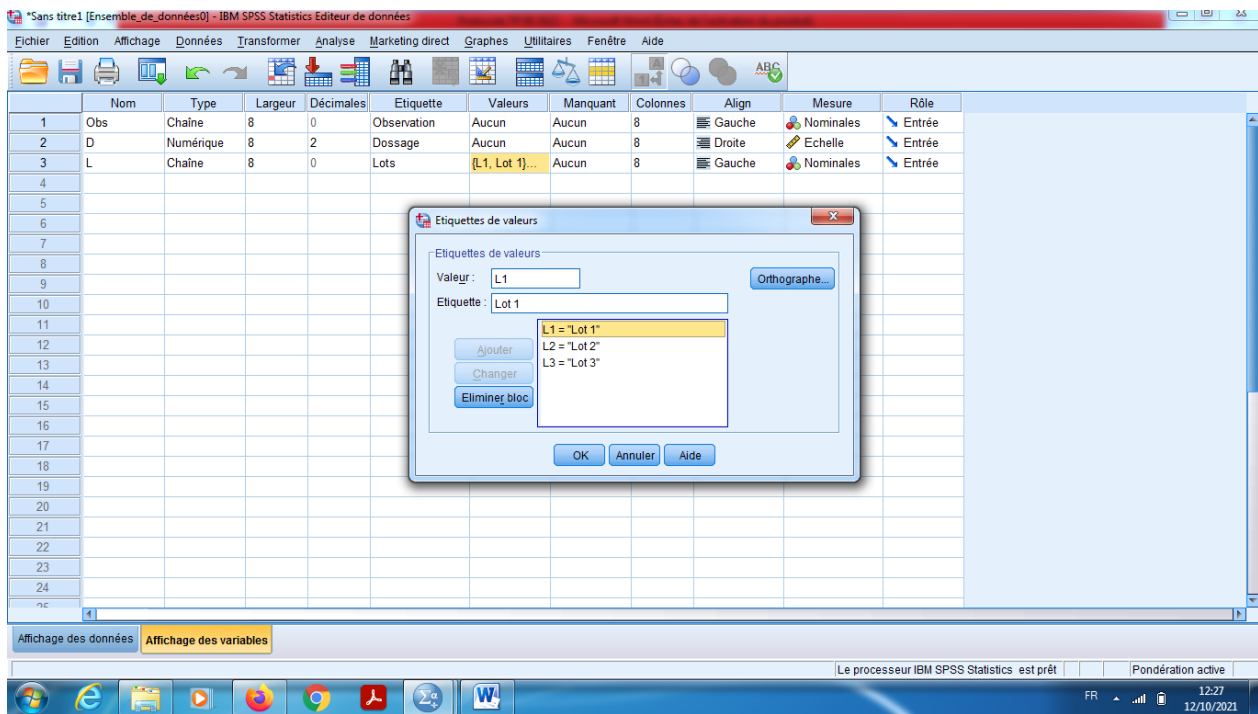 *Sans titre1 [Ensemble_de_données0] - IBM SPSS Statistics Editeur de données
Fichier Edition Affichage Données Transformer Analyse Marketing direct Graphes Utilitaires Fenêtre Aide
Nom Type Largeur Décimales Etiquette Valeurs Manquant Colonnes Align Mesure Rôle
1 Obs Chaîne 8 0 Observation Aucun Aucun 8 Gauche Nominales Entrée
2 D Numérique 8 2 Dossage Aucun Aucun 8 Droite Echelle Entrée
3 L Chaîne 8 0 Lots {L1, Lot 1}... Aucun 8 Gauche Nominales Entrée
4
5
6
7
8
9
10
11
12
13
14
15
16
17
18
19
20
21
22
23
24
25
Etiquettes de valeurs
Etiquettes de valeurs
Valeur : L1
Orthographe...
Etiquette : Lot 1
L1 = "Lot 1"
L2 = "Lot 2"
L3 = "Lot 3"
Ajouter
Changer
Eliminer bloc
OK Annuler Aide
Affichage des données Affichage des variables
Le processeur IBM SPSS Statistics est prêt Pondération active
FR 12:27
12/10/2021